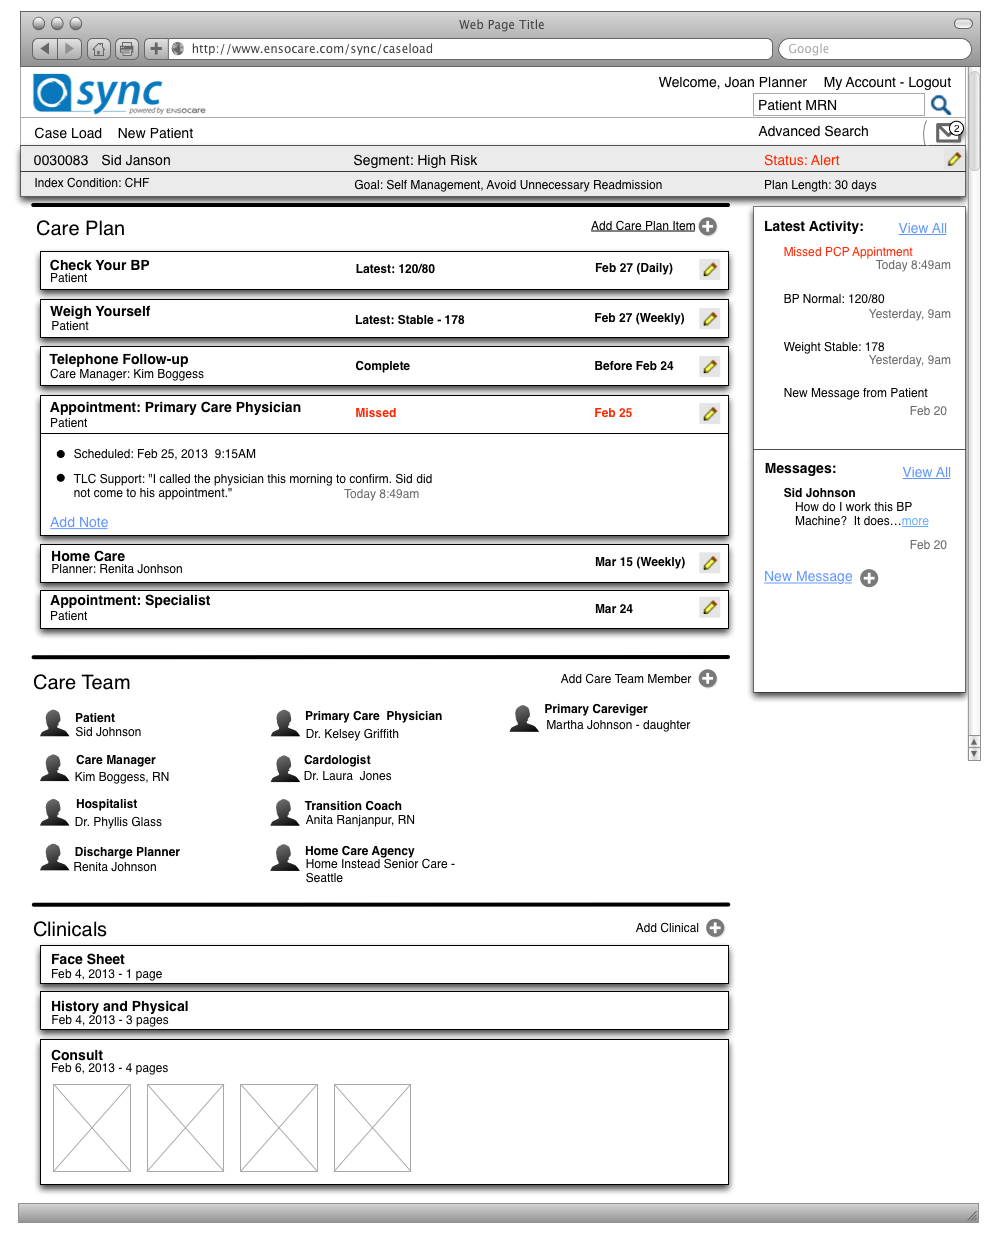 Web Page Title
http://www.ensocare.com/sync/caseload
Google
sync
powered by ENSOCARE
Welcome, Joan Planner My Account - Logout
Patient MRN
Case Load New Patient
Advanced Search
2
0030083 Sid Janson Segment: High Risk Status: Alert
Index Condition: CHF Goal: Self Management, Avoid Unnecessary Readmission Plan Length: 30 days
Care Plan
Add Care Plan Item
Check Your BP
Patient
Latest: 120/80
Feb 27 (Daily)
Weigh Yourself
Patient
Latest: Stable - 178
Feb 27 (Weekly)
Telephone Follow-up
Care Manager: Kim Boggess
Complete
Before Feb 24
Appointment: Primary Care Physician
Patient
Missed
Feb 25
Scheduled: Feb 25, 2013 9:15AM
TLC Support: "I called the physician this morning to confirm. Sid did
not come to his appointment."
Today 8:49am
Add Note
Home Care
Planner: Renita Jonhson
Mar 15 (Weekly)
Appointment: Specialist
Patient
Mar 24
Latest Activity:
View All
Missed PCP Appintment
Today 8:49am
BP Normal: 120/80
Yesterday, 9am
Weight Stable: 178
Yesterday, 9am
New Message from Patient
Feb 20
Messages:
View All
Sid Johnson
How do I work this BP
Machine? It does...more
Feb 20
New Message
Care Team
Add Care Team Member
Patient
Sid Johnson
Primary Care Physician
Dr. Kelsey Griffith
Primary Careviger
Martha Johnson - daughter
Care Manager
Kim Boggess, RN
Cardologist
Dr. Laura Jones
Hospitalist
Dr. Phyllis Glass
Transition Coach
Anita Ranjanpur, RN
Discharge Planner
Renita Johnson
Home Care Agency
Home Instead Senior Care -
Seattle
Clinicals
Add Clinical
Face Sheet
Feb 4, 2013 - 1 page
History and Physical
Feb 4, 2013 - 3 pages
Consult
Feb 6, 2013 - 4 pages